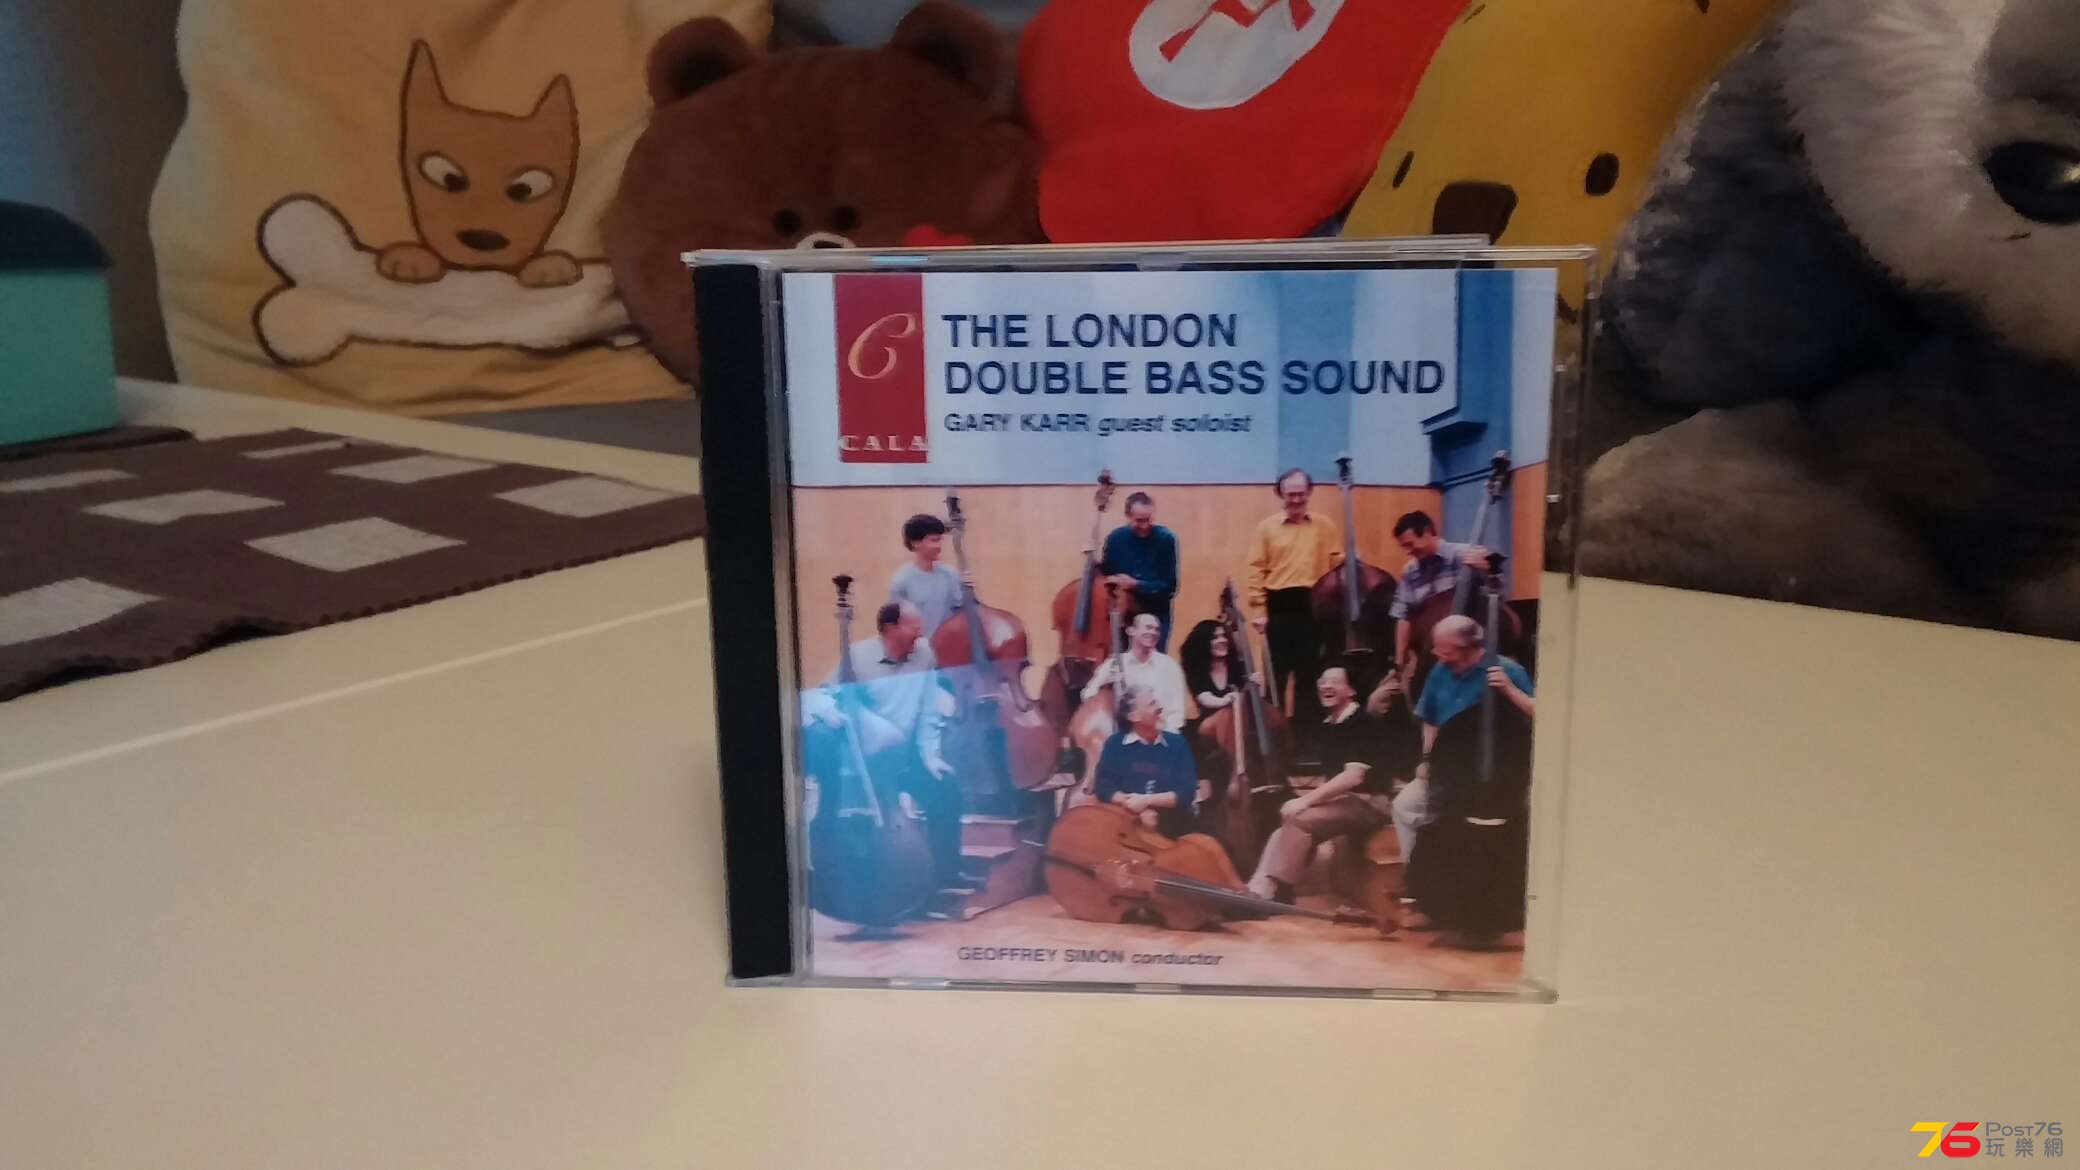 C
CALA
THE LONDON
DOUBLE BASS SOUND
GARY KARR guest soloist
GEOFFREY SIMON conductor
76 POST76
玩樂網